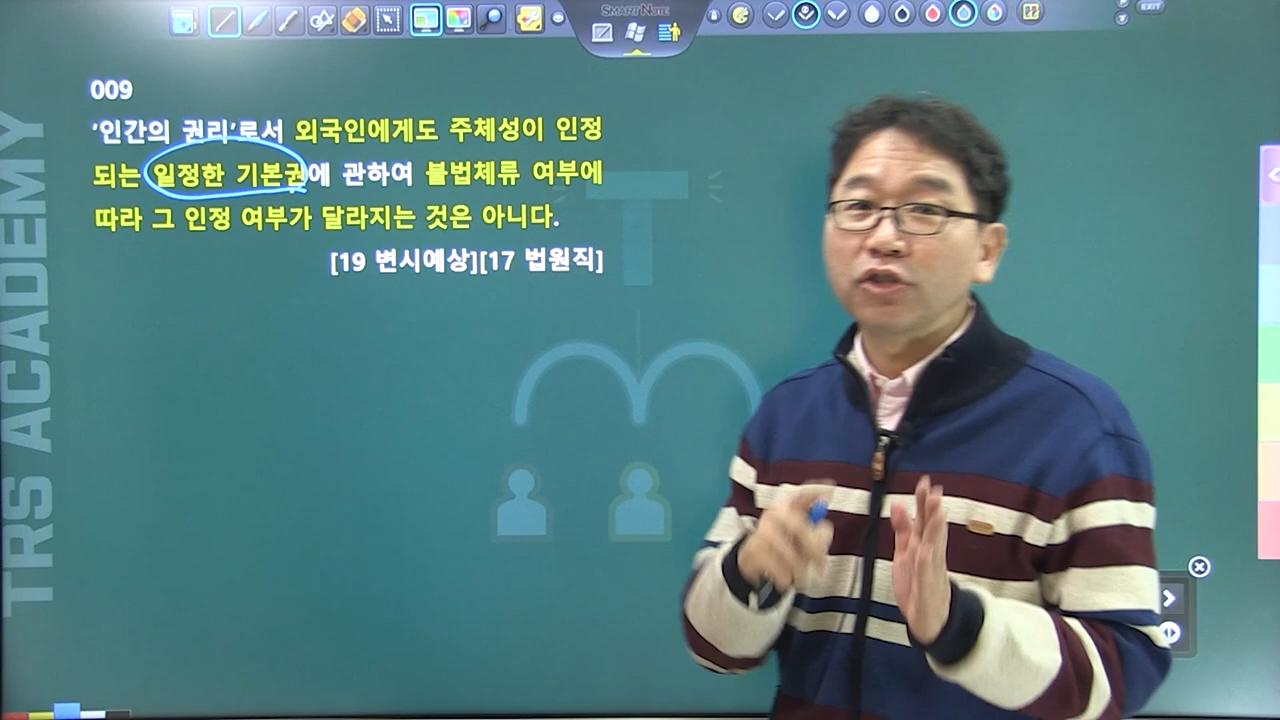 SMARTNOTE
EXIT
009
'인간의 권리'로서 외국인에게도 주체성이 인정
되는 일정한 기본권에 관하여 불법체류 여부에
따라 그 인정 여부가 달라지는 것은 아니다.
[19 변시예상][17 법원직]
TRS ACADEMY